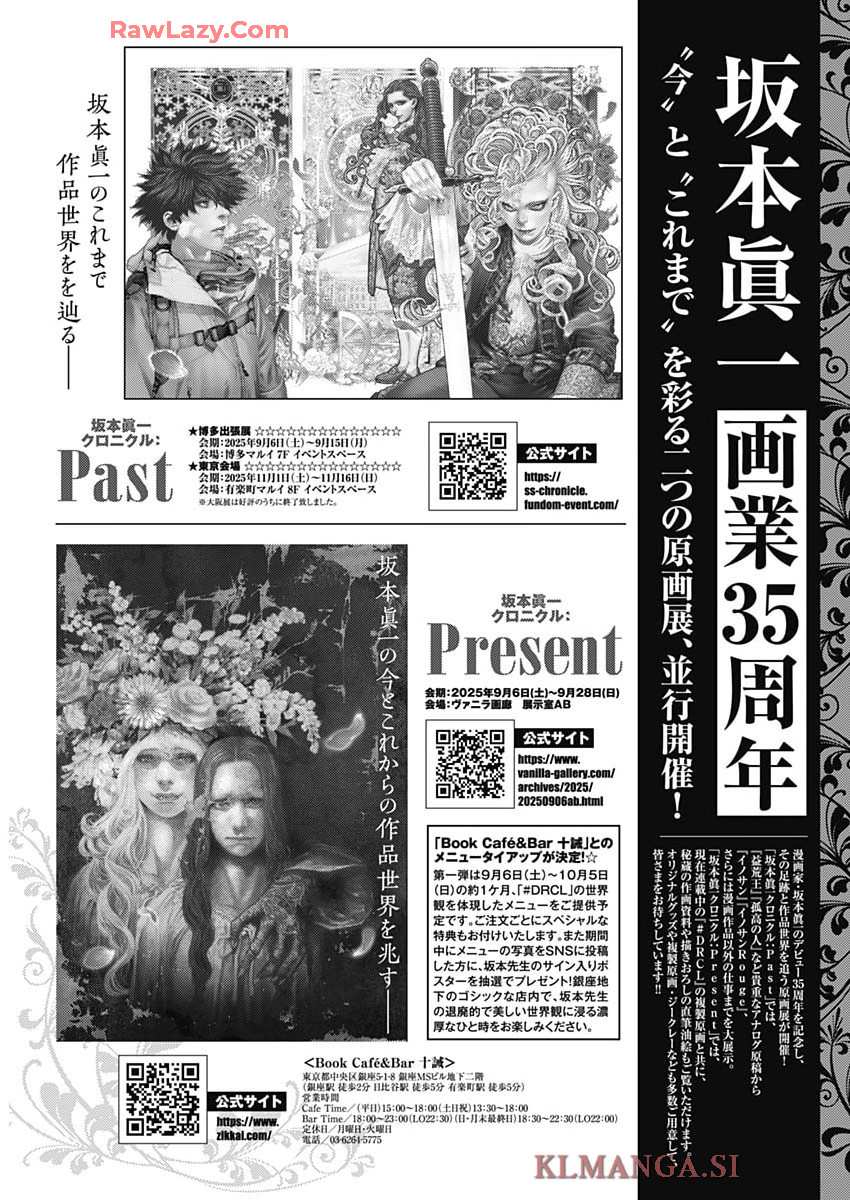 RawLazy.Com
坂本眞一 画業35周年
〝今〟と〝これまで〟を彩る二つの原画展、並行開催！
漫画家・坂本眞一のデビュー35周年を記念し、
その足跡と作品世界を追う原画展が開催！
「坂本眞一クロニクル・Past」では、
『益荒王』『孤高の人』など貴重なアナログ原稿から
『イノサン』『イノサンRouge』、
さらには漫画作品以外の仕事までを大展示。
「坂本眞一クロニクル・Present」では、
現在連載中の『#DRCL』の複製原画と共に、
秘蔵の作画資料や描きおろしの直筆油絵もご覧いただけます。
オリジナルグッズや複製原画・ジークレーなども多数ご用意して、
皆さまをお待ちしています!!
坂本眞一のこれまで
作品世界をを辿る――
坂本眞一
クロニクル：
Past
★博多出張展 ☆☆☆☆☆☆☆☆☆☆☆☆☆☆
会期：2025年9月6日（土）〜9月15日（月）
会場：博多マルイ 7F イベントスペース
★東京会場 ☆☆☆☆☆☆☆☆☆☆☆☆☆☆☆
会期：2025年11月1日（土）〜11月16日（日）
会場：有楽町マルイ 8F イベントスペース
※大阪展は好評のうちに終了致しました。
公式サイト
https://
ss-chronicle.
fundom-event.com/
坂本眞一の今とこれからの作品世界を兆す――
坂本眞一
クロニクル：
Present
会期：2025年9月6日(土)〜9月28日(日)
会場：ヴァニラ画廊　展示室AB
公式サイト
https://www.
vanilla-gallery.com/
archives/2025/
20250906ab.html
「Book Café&Bar 十誡」との
メニュータイアップが決定!☆
第一弾は9月6日(土)〜10月5日
(日)の約1ケ月、「#DRCL」の世界
観を体現したメニューをご提供予
定です。ご注文ごとにスペシャルな
特典もお付けいたします。また期間
中にメニューの写真をSNSに投稿
した方に、坂本先生のサイン入りポ
スターを抽選でプレゼント!銀座地
下のゴシックな店内で、坂本先生
の退廃的で美しい世界観に浸る濃
厚なひと時をお楽しみください。
公式サイト
https://www.
zikkai.com/
＜Book Café&Bar 十誡＞
東京都中央区銀座5-1-8 銀座MSビル地下二階
（銀座駅 徒歩2分 日比谷駅 徒歩5分 有楽町駅 徒歩5分）
営業時間
Cafe Time／(平日)15:00〜18:00(土日祝)13:30〜18:00
Bar Time／18:00〜23:00(LO22:30) (日・月末最終日)18:30〜22:30(LO22:00)
定休日／月曜日・火曜日
電話／03-6264-5775
KLMANGA.SI